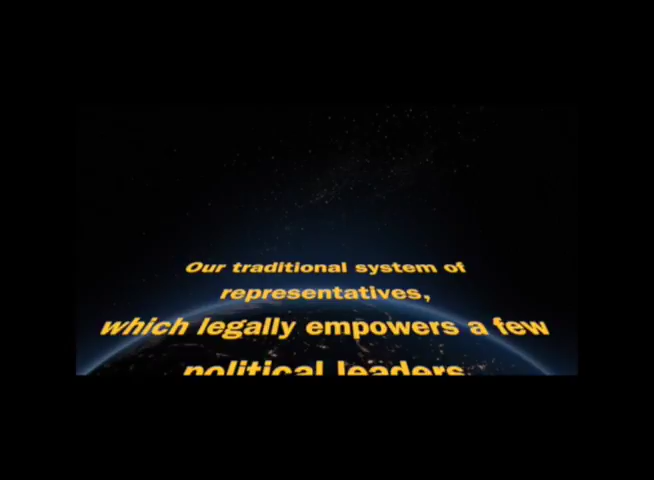 Our traditional system of
representatives,
which legally empowers a few
political leaders